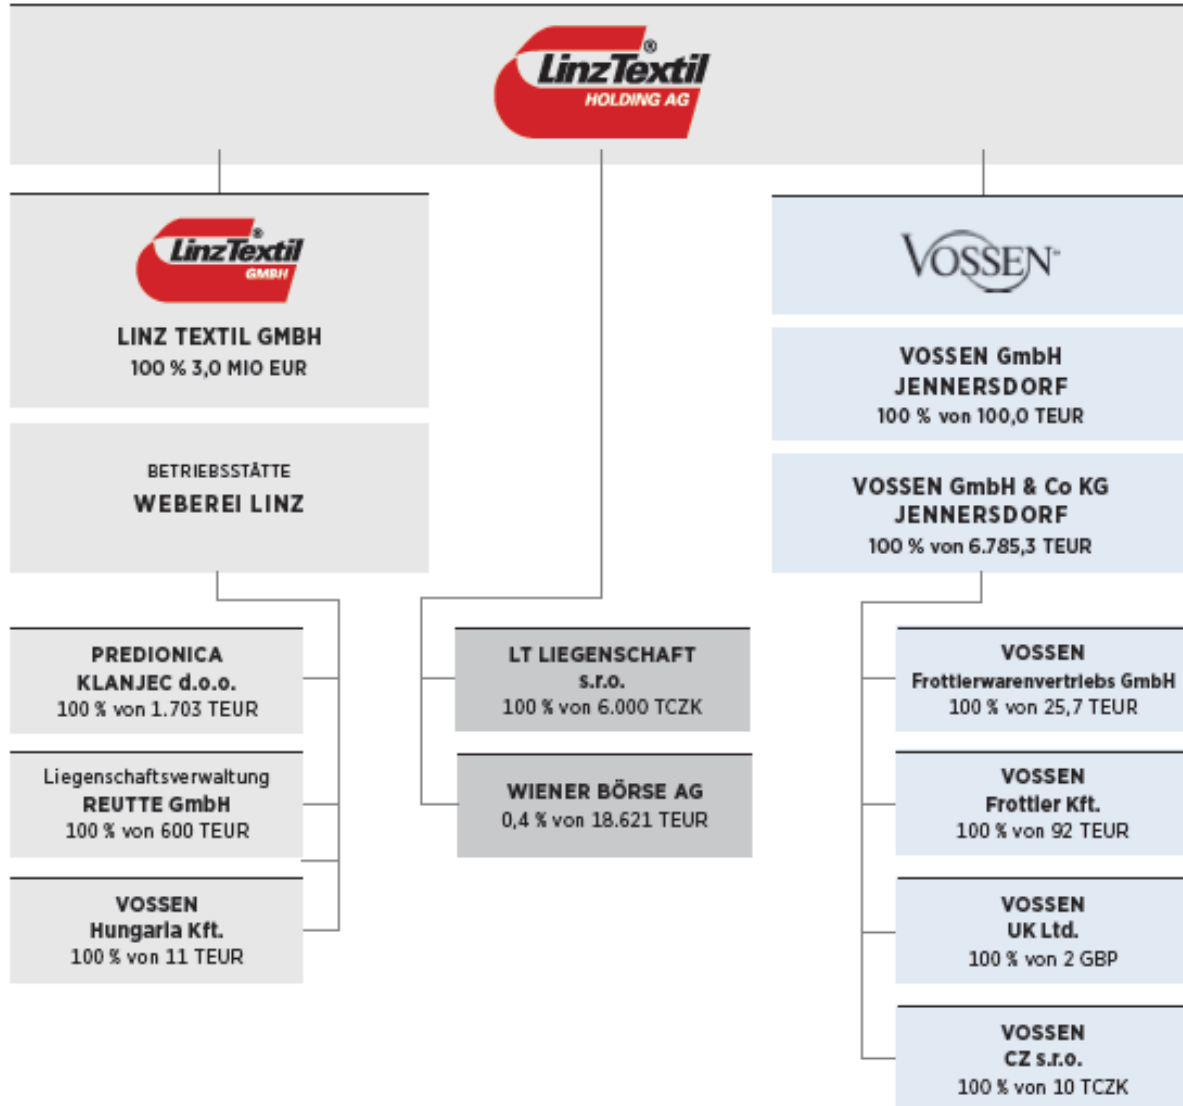 LinzTextil®
HOLDING AG
LinzTextil®
GMBH
LINZ TEXTIL GMBH
100 % 3,0 MIO EUR
BETRIEBSSTÄTTE
WEBEREI LINZ
PREDIONICA
KLANJEC d.o.o.
100 % von 1.703 TEUR
Liegenschaftsverwaltung
REUTTE GmbH
100 % von 600 TEUR
VOSSEN
Hungaria Kft.
100 % von 11 TEUR
LT LIEGENSCHAFT
s.r.o.
100 % von 6.000 TCZK
WIENER BÖRSE AG
0,4 % von 18.621 TEUR
VOSSEN™
VOSSEN GmbH
JENNERSDORF
100 % von 100,0 TEUR
VOSSEN GmbH & Co KG
JENNERSDORF
100 % von 6.785,3 TEUR
VOSSEN
Frottierwarenvertriebs GmbH
100 % von 25,7 TEUR
VOSSEN
Frottier Kft.
100 % von 92 TEUR
VOSSEN
UK Ltd.
100 % von 2 GBP
VOSSEN
CZ s.r.o.
100 % von 10 TCZK